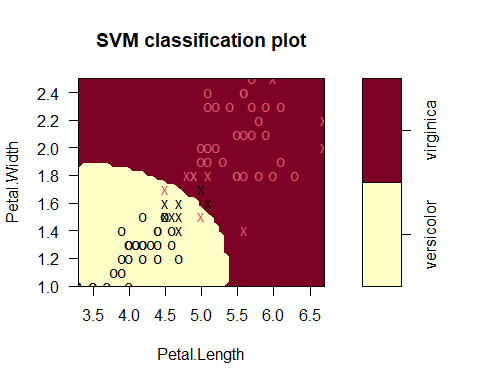 SVM classification plot
Petal.Width
2.4
2.2
2.0
1.8
1.6
1.4
1.2
1.0
3.5 4.0 4.5 5.0 5.5 6.0 6.5
Petal.Length
virginica
versicolor